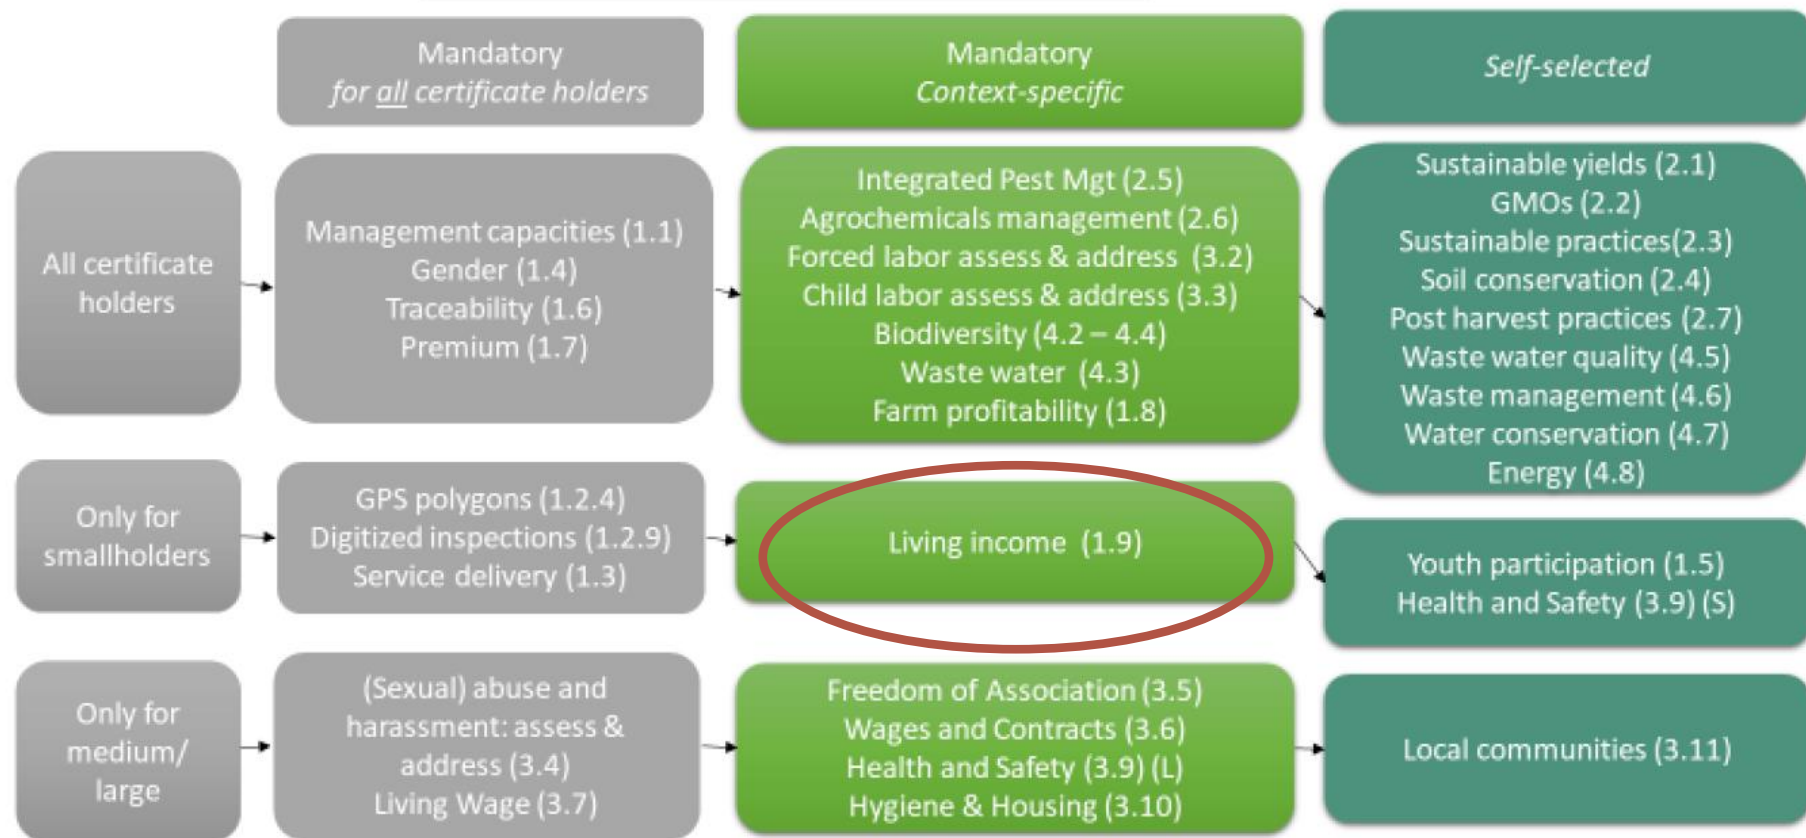 Mandatory
for all certificate holders
Mandatory
Context-specific
Self-selected
All certificate
holders
Management capacities (1.1)
Gender (1.4)
Traceability (1.6)
Premium (1.7)
Integrated Pest Mgt (2.5)
Agrochemicals management (2.6)
Forced labor assess & address (3.2)
Child labor assess & address (3.3)
Biodiversity (4.2 – 4.4)
Waste water (4.3)
Farm profitability (1.8)
Sustainable yields (2.1)
GMOs (2.2)
Sustainable practices(2.3)
Soil conservation (2.4)
Post harvest practices (2.7)
Waste water quality (4.5)
Waste management (4.6)
Water conservation (4.7)
Energy (4.8)
Only for
smallholders
GPS polygons (1.2.4)
Digitized inspections (1.2.9)
Service delivery (1.3)
Living income (1.9)
Youth participation (1.5)
Health and Safety (3.9) (S)
Only for
medium/
large
(Sexual) abuse and
harassment: assess &
address (3.4)
Living Wage (3.7)
Freedom of Association (3.5)
Wages and Contracts (3.6)
Health and Safety (3.9) (L)
Hygiene & Housing (3.10)
Local communities (3.11)